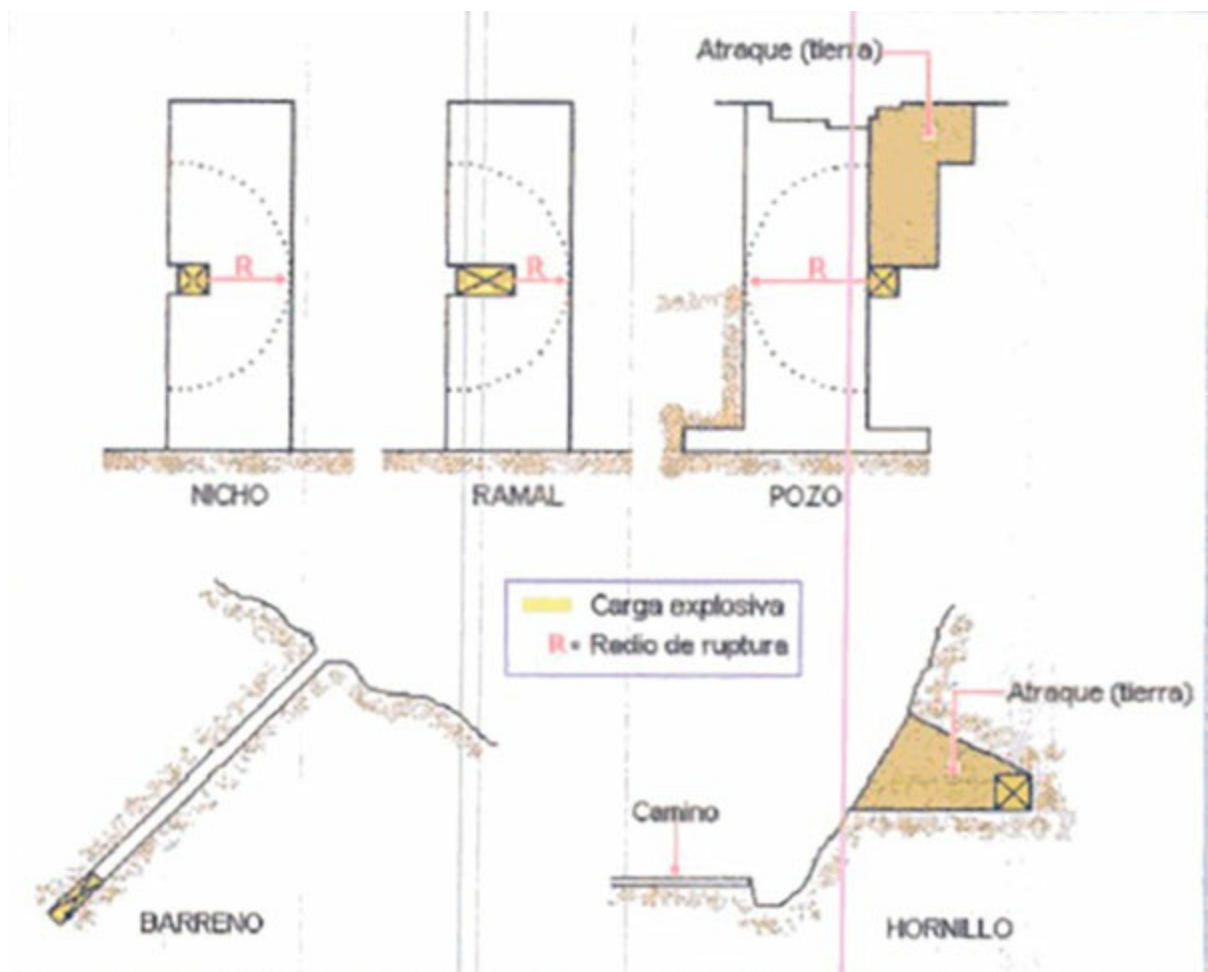 Atraque (tierra)
R
R
R
NICHO
RAMAL
POZO
Carga explosiva
R = Radio de ruptura
Atraque (tierra)
Camino
BARRENO
HORNILLO